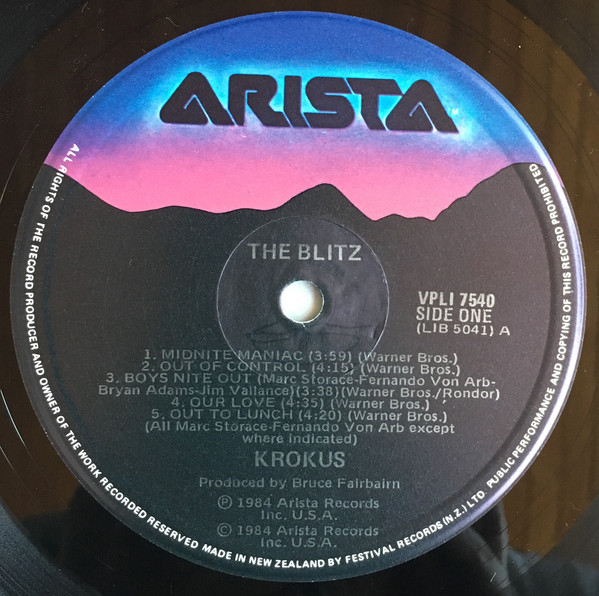 ARISTA
THE BLITZ
VPLI 7540
SIDE ONE
(LIB 5041) A
1. MIDNITE MANIAC (3:59) (Warner Bros.)
2. OUT OF CONTROL (4:15) (Warner Bros.)
3. BOYS NITE OUT (Marc Storace-Fernando Von Arb-
Bryan Adams-Jim Vallance)(3:38)(Warner Bros./Rondor)
4. OUR LOVE (4:35) (Warner Bros.)
5. OUT TO LUNCH (4:20) (Warner Bros.)
(All Marc Storace-Fernando Von Arb except
where indicated)
KROKUS
Produced by Bruce Fairbairn
℗ 1984 Arista Records
Inc. U.S.A.
© 1984 Arista Records
Inc. U.S.A.
ALL RIGHTS OF THE RECORD PRODUCER AND OWNER OF THE WORK RECORDED RESERVED MADE IN NEW ZEALAND BY FESTIVAL RECORDS (N.Z.) LTD. PUBLIC PERFORMANCE AND COPYING OF THIS RECORD PROHIBITED